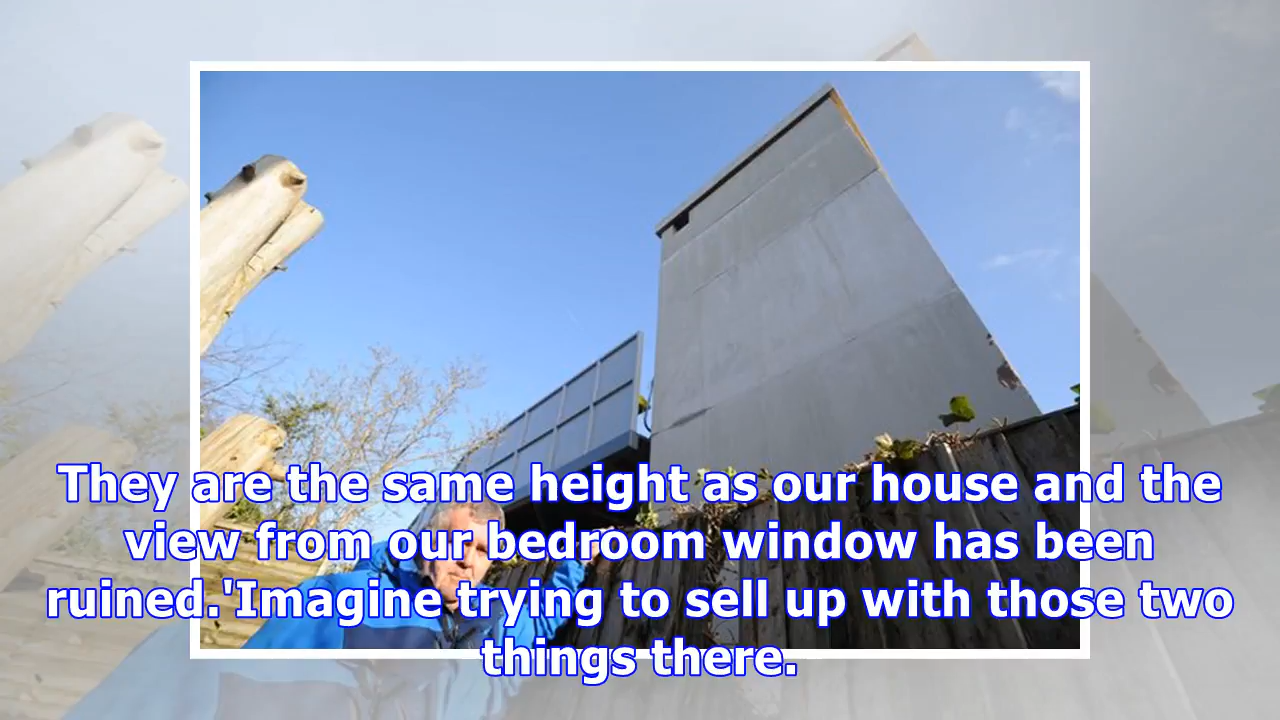 They are the same height as our house and the
view from our bedroom window has been
ruined.'Imagine trying to sell up with those two
things there.